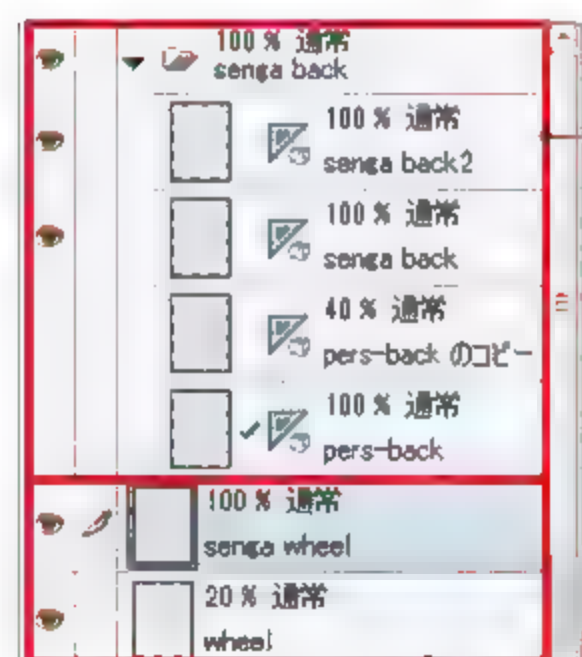 100 % 通常
senga back
100 % 通常
senga back2
100 % 通常
senga back
40 % 通常
pers-back のコピー
100 % 通常
pers-back
100 % 通常
senga wheel
20 % 通常
wheel